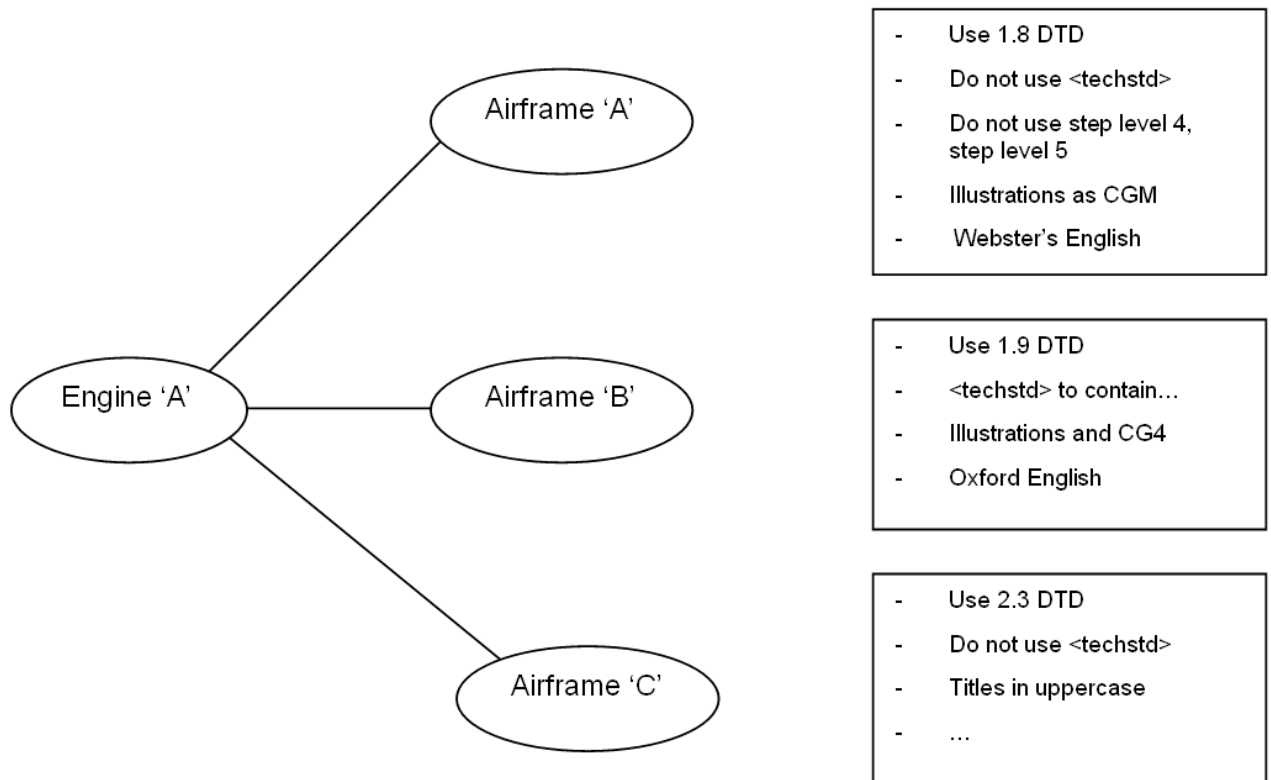 Airframe ‘A’
Engine ‘A’
Airframe ‘B’
Airframe ‘C’
- Use 1.8 DTD
- Do not use <techstd>
- Do not use step level 4,
step level 5
- Illustrations as CGM
- Webster’s English
- Use 1.9 DTD
- <techstd> to contain…
- Illustrations and CG4
- Oxford English
- Use 2.3 DTD
- Do not use <techstd>
- Titles in uppercase
- …